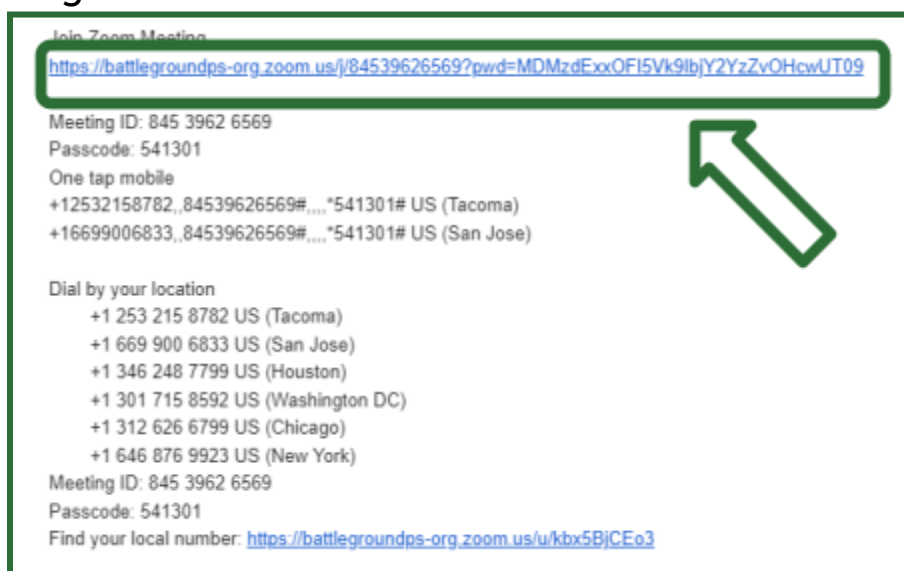 Join Zoom Meeting
https://battlegroundps-org.zoom.us/j/84539626569?pwd=MDMzdExxOFI5Vk9lbjY2YzZvOHcwUT09
Meeting ID: 845 3962 6569
Passcode: 541301
One tap mobile
+12532158782,,84539626569#,,,,*541301# US (Tacoma)
+16699006833,,84539626569#,,,,*541301# US (San Jose)
Dial by your location
+1 253 215 8782 US (Tacoma)
+1 669 900 6833 US (San Jose)
+1 346 248 7799 US (Houston)
+1 301 715 8592 US (Washington DC)
+1 312 626 6799 US (Chicago)
+1 646 876 9923 US (New York)
Meeting ID: 845 3962 6569
Passcode: 541301
Find your local number: https://battlegroundps-org.zoom.us/u/kbx5BjCEo3